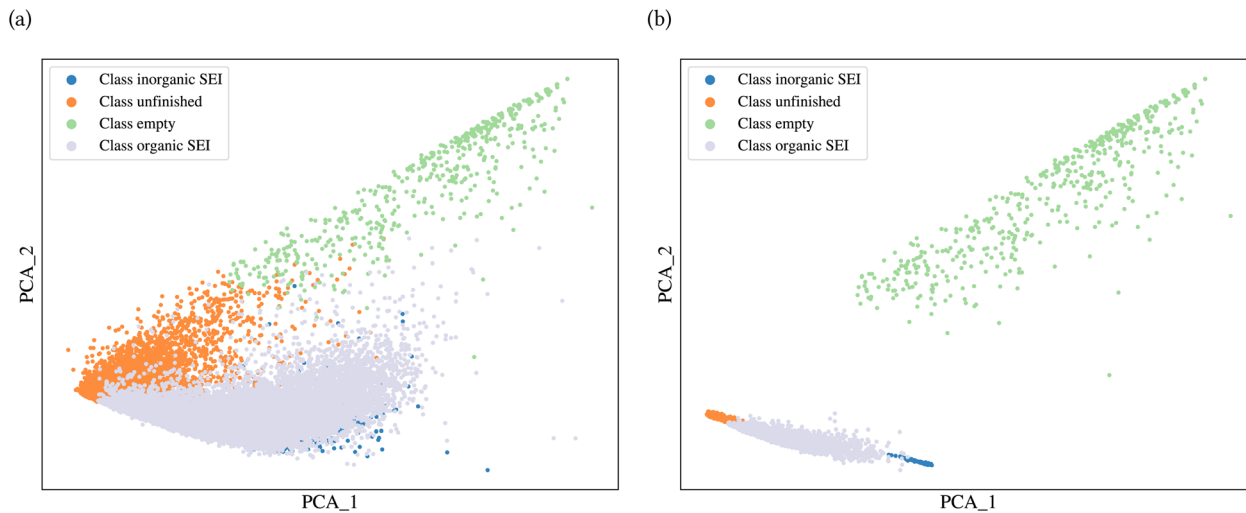 (a)
Class inorganic SEI
Class unfinished
Class empty
Class organic SEI
PCA_2
PCA_1
(b)
Class inorganic SEI
Class unfinished
Class empty
Class organic SEI
PCA_2
PCA_1